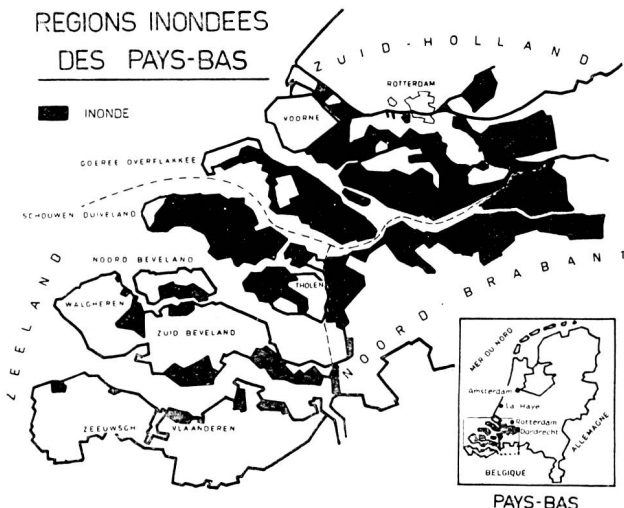 REGIONS INONDEES
DES PAYS-BAS
INONDE
ZUID-HOLLAND
ROTTERDAM
VOORNE
GOEREE OVERFLAKKÉE
SCHOUWEN DUIVELAND
NOORD BEVELAND
THOLEN
WALCHEREN
ZUID BEVELAND
NOORD-BRABANT
ZEELAND
ZEEUWSCH
VLAANDEREN
MER DU NORD
Amsterdam
La Haye
Rotterdam
Dordrecht
ALLEMAGNE
BELGIQUE
PAYS-BAS